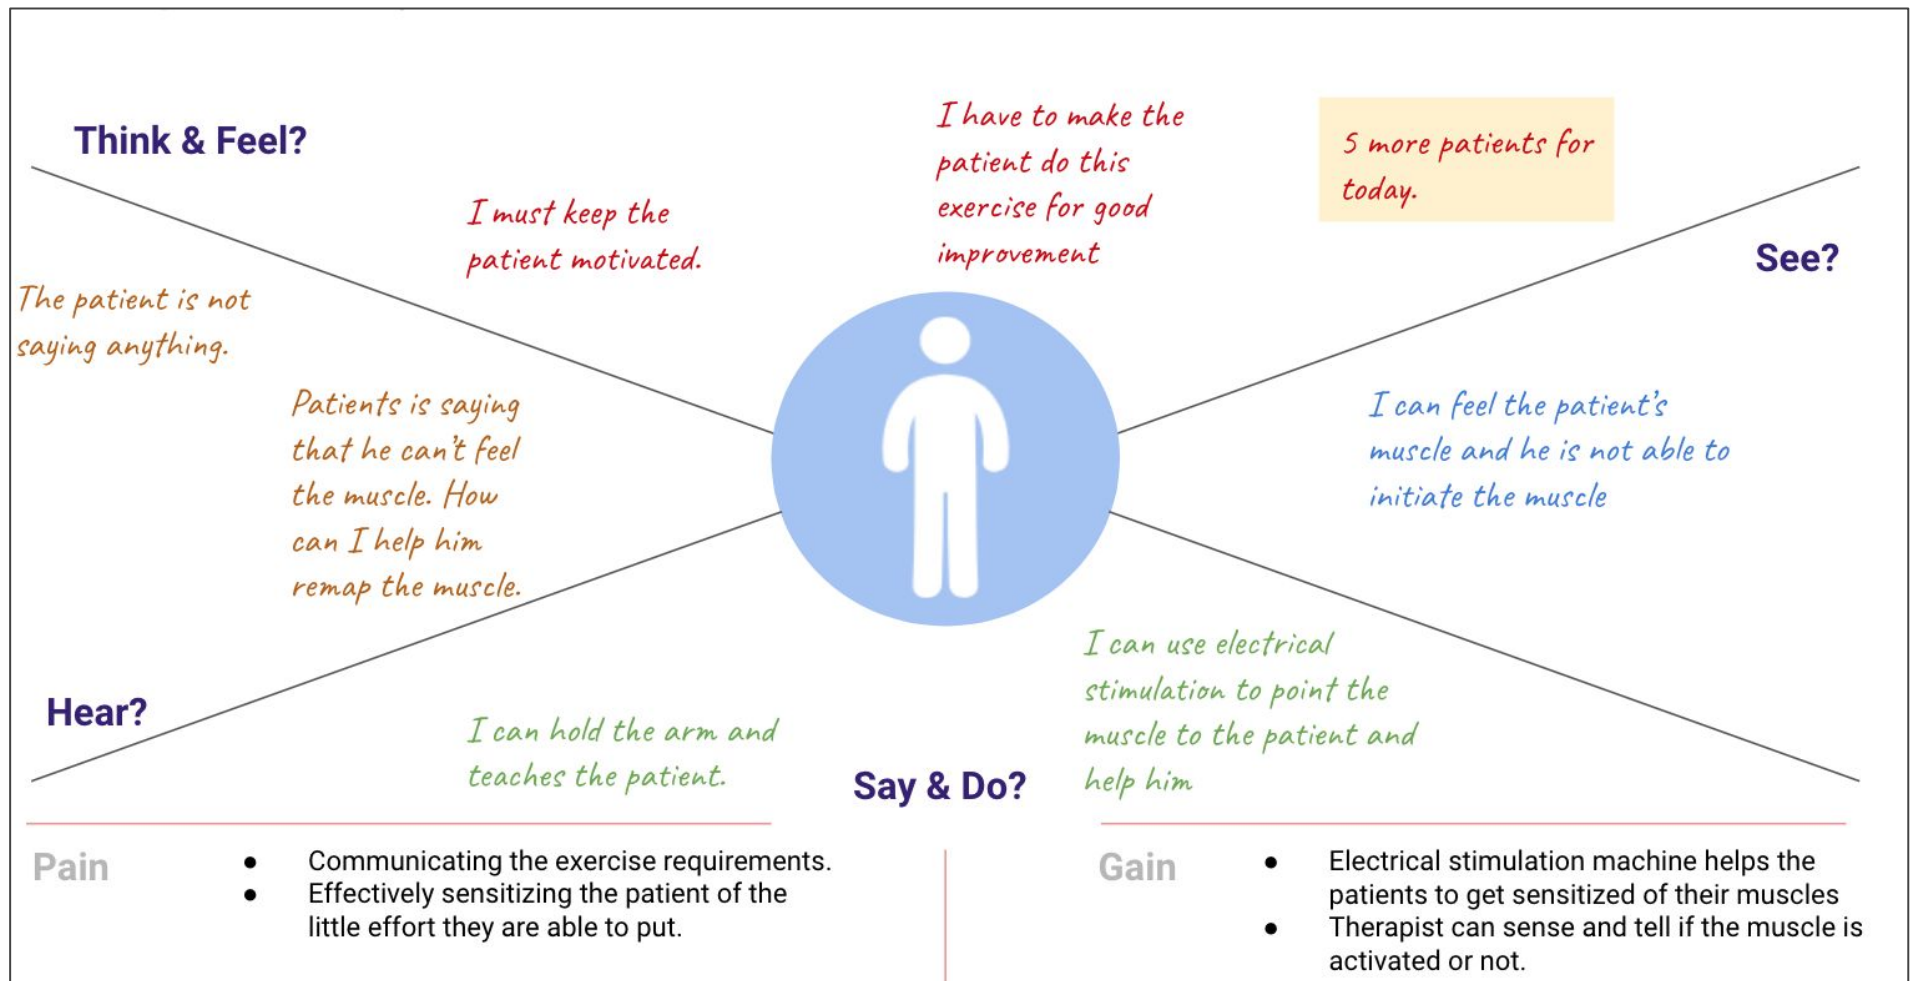 Think & Feel?
I must keep the
patient motivated.
I have to make the
patient do this
exercise for good
improvement
5 more patients for
today.
See?
The patient is not
saying anything.
Patients is saying
that he can't feel
the muscle. How
can I help him
remap the muscle.
Hear?
I can feel the patient's
muscle and he is not able to
initiate the muscle
I can hold the arm and
teaches the patient.
Say & Do?
I can use electrical
stimulation to point the
muscle to the patient and
help him
Pain
● Communicating the exercise requirements.
● Effectively sensitizing the patient of the
little effort they are able to put.
Gain
● Electrical stimulation machine helps the
patients to get sensitized of their muscles
● Therapist can sense and tell if the muscle is
activated or not.